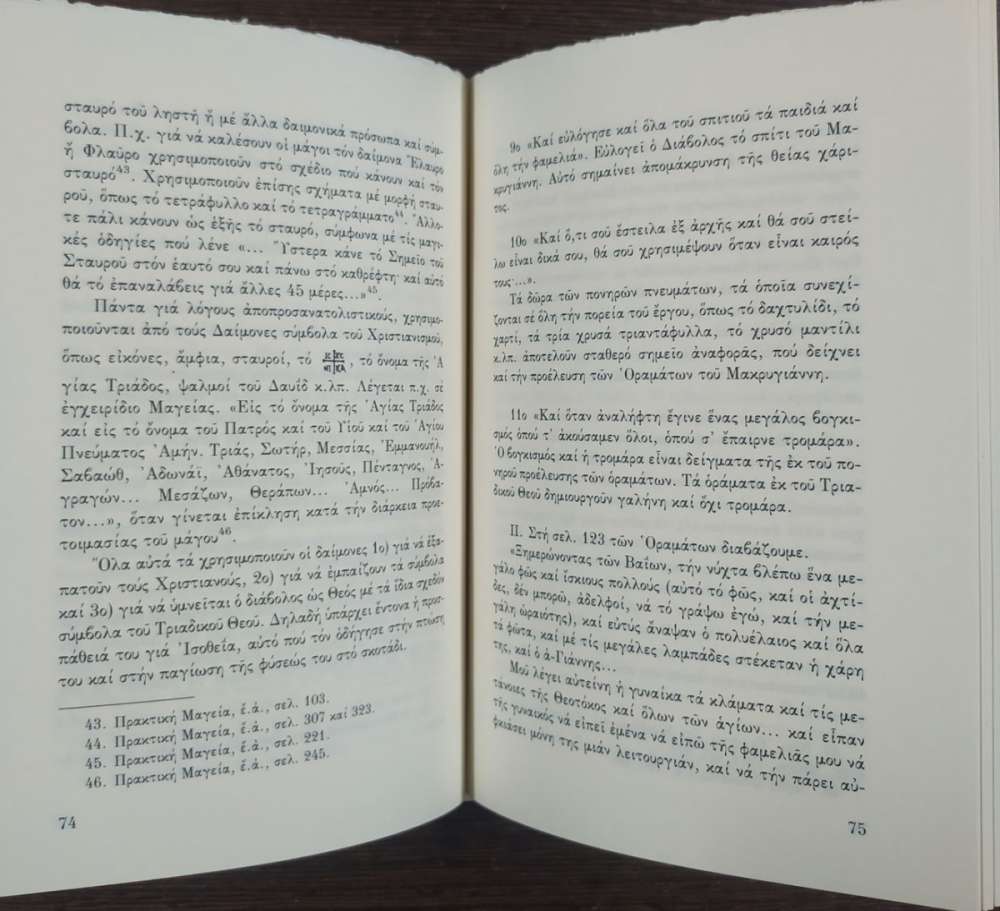 σταυρό τοῦ ληστῆ ἤ μέ ἄλλα δαιμονικά πρόσωπα καί σύμ-
βολα. Π.χ. γιά νά καλέσουν οἱ μάγοι τόν δαίμονα Ἔλαυρο
ἤ Φλαῦρο χρησιμοποιοῦν στό σχέδιο πού κάνουν καί τόν
σταυρό43. Χρησιμοποιοῦν ἐπίσης σχήματα μέ μορφή σταυ-
ροῦ, ὅπως τό τετράφυλλο καί τό τετραγράμματο44. Ἄλλο-
τε πάλι κάνουν ὡς ἑξῆς τό σταυρό, σύμφωνα μέ τίς μαγι-
κές ὁδηγίες πού λένε «... Ὕστερα κάνε τό Σημεῖο τοῦ
Σταυροῦ στόν ἑαυτό σου καί πάνω στό καθρέφτη· καί αὐτό
θά τό ἐπαναλάβεις γιά ἄλλες 45 μέρες...»45.
Πάντα γιά λόγους ἀποπροσανατολιστικούς, χρησιμο-
ποιοῦνται ἀπό τούς Δαίμονες σύμβολα τοῦ Χριστιανισμοῦ,
ὅπως εἰκόνες, ἄμφια, σταυροί, τό ΙC ΧC ΝΙ ΚΑ, τό ὄνομα τῆς Ἁ
γίας Τριάδος, ψαλμοί τοῦ Δαυΐδ κ.λπ. Λέγεται π.χ. σέ
ἐγχειρίδιο Μαγείας. «Εἰς τό ὄνομα τῆς Ἁγίας Τριάδος
καί εἰς τό ὄνομα τοῦ Πατρός καί τοῦ Υἱοῦ καί τοῦ Ἁγίου
Πνεύματος Ἀμήν. Τριάς, Σωτήρ, Μεσσίας, Ἐμμανουήλ,
Σαβαώθ, Ἀδωνάϊ, Ἀθάνατος, Ἰησοῦς, Πένταγνος, Ἀ-
γραγών... Μεσάζων, Θεράπων... Ἀμνός... Πρόβα-
τον...», ὅταν γίνεται ἐπίκληση κατά τήν διάρκεια προε-
τοιμασίας τοῦ μάγου46.
Ὅλα αὐτά τά χρησιμοποιοῦν οἱ δαίμονες 1ο) γιά νά ἐξα-
πατοῦν τούς Χριστιανούς, 2ο) γιά νά ἐμπαίζουν τά σύμβολα
καί 3ο) γιά νά ὑμνεῖται ὁ διάβολος ὡς Θεός μέ τά ἴδια σχεδόν
σύμβολα τοῦ Τριαδικοῦ Θεοῦ. Δηλαδή ὑπάρχει ἔντονα ἡ προσ-
πάθειά του γιά Ἰσοθεΐα, αὐτό πού τόν ὁδήγησε στήν πτώση
του καί στήν παγίωση τῆς φύσεώς του στό σκοτάδι.
43. Πρακτική Μαγεία, ἔ.ἀ., σελ. 103.
44. Πρακτική Μαγεία, ἔ.ἀ., σελ. 307 καί 323.
45. Πρακτική Μαγεία, ἔ.ἀ., σελ. 221.
46. Πρακτική Μαγεία, ἔ.ἀ., σελ. 245.
74
9ο «Καί εὐλόγησε καί ὅλα τοῦ σπιτιοῦ τά παιδιά καί
ὅλη τήν φαμελιά». Εὐλογεῖ ὁ Διάβολος τό σπίτι τοῦ Μα-
κρυγιάννη. Αὐτό σημαίνει ἀπομάκρυνση τῆς θείας χάρι-
τος.
10ο «Καί ὅ,τι σοῦ ἔστειλα ἐξ ἀρχῆς καί θά σοῦ στεί-
λω εἶναι δικά σου, θά σοῦ χρησιμέψουν ὅταν εἶναι καιρός
τους·...».
Τά δῶρα τῶν πονηρῶν πνευμάτων, τά ὁποῖα συνεχί-
ζονται σέ ὅλη τήν πορεία τοῦ ἔργου, ὅπως τό δαχτυλίδι, τό
χαρτί, τά τρία χρυσά τριαντάφυλλα, τό χρυσό μαντίλι
κ.λπ. ἀποτελοῦν σταθερό σημεῖο ἀναφορᾶς, πού δείχνει
καί τήν προέλευση τῶν Ὁραμάτων τοῦ Μακρυγιάννη.
11ο «Καί ὅταν ἀναλήφτη ἔγινε ἕνας μεγάλος βογκι-
σμός ὁπού τ' ἀκούσαμεν ὅλοι, ὁπού σ' ἔπαιρνε τρομάρα».
Ὁ βογκισμός καί ἡ τρομάρα εἶναι δείγματα τῆς ἐκ τοῦ πο-
νηροῦ προέλευσης τῶν ὁραμάτων. Τά ὁράματα ἐκ τοῦ Τρια-
δικοῦ Θεοῦ δημιουργοῦν γαλήνη καί ὄχι τρομάρα.
ΙΙ. Στή σελ. 123 τῶν Ὁραμάτων διαβάζουμε.
«Ξημερώνοντας τῶν Βαΐων, τήν νύχτα βλέπω ἕνα με-
γάλο φῶς καί ἴσκιους πολλούς (αὐτό τό φῶς, καί οἱ ἀχτί-
δες, δέν μπορῶ, ἀδελφοί, νά τό γράψω ἐγώ, καί τήν με-
γάλη ὡραιότης), καί εὐτύς ἄναψαν ὁ πολυέλαιος καί ὅλα
τά φῶτα, καί μέ τίς μεγάλες λαμπάδες στέκεταν ἡ χάρη
της, καί ὁ ἁ-Γιάννης...
Μοῦ λέγει αὐτείνη ἡ γυναίκα τά κλάματα καί τίς με-
τάνοιες τῆς Θεοτόκος καί ὅλων τῶν ἁγίων... καί εἶπαν
τῆς γυναικός νά εἰπεῖ ἐμένα νά εἰπῶ τῆς φαμελιᾶς μου νά
φκιάσει μόνη της μιάν λειτουργιάν, καί νά τήν πάρει αὐ-
75